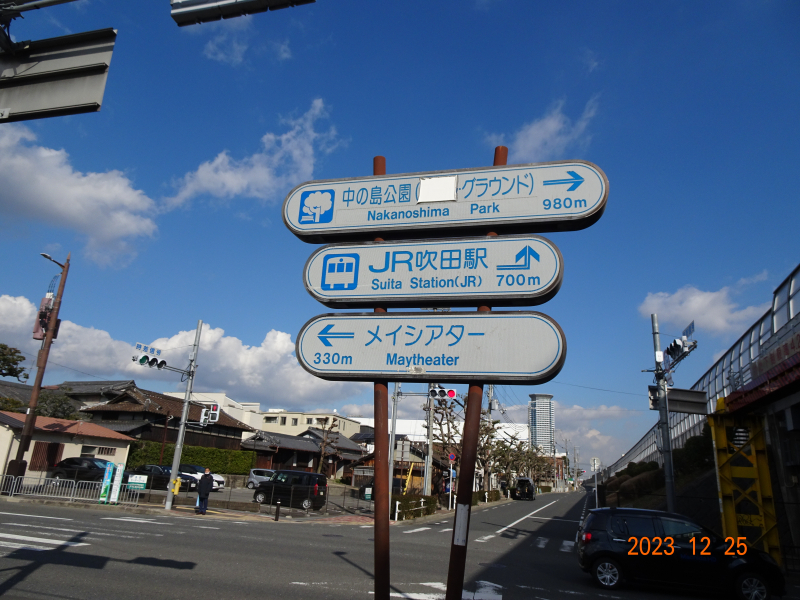 中の島公園( -グラウンド)
Nakanoshima Park 980m
JR吹田駅
Suita Station(JR) 700m
メイシアター
330m Maytheater
2023 12 25